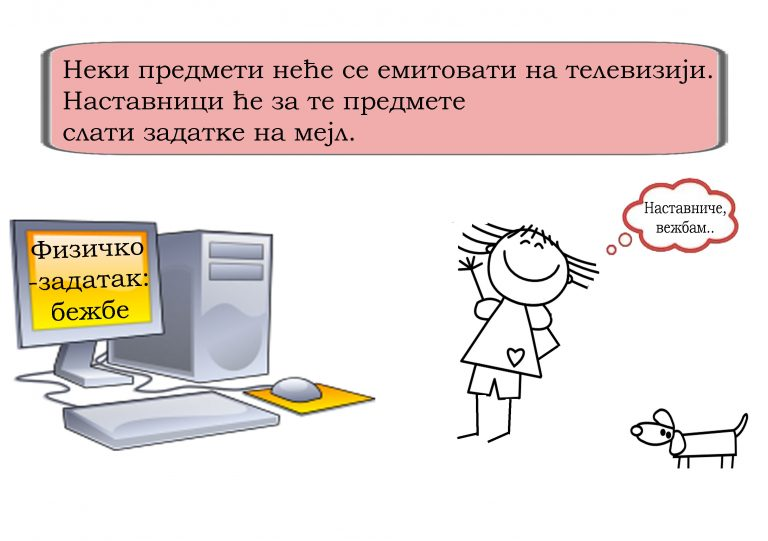 Неки предмети неће се емитовати на телевизији.
Наставници ће за те предмете
слати задатке на мејл.
Наставниче,
вежбам..
Физичко
-задатак:
бежбе